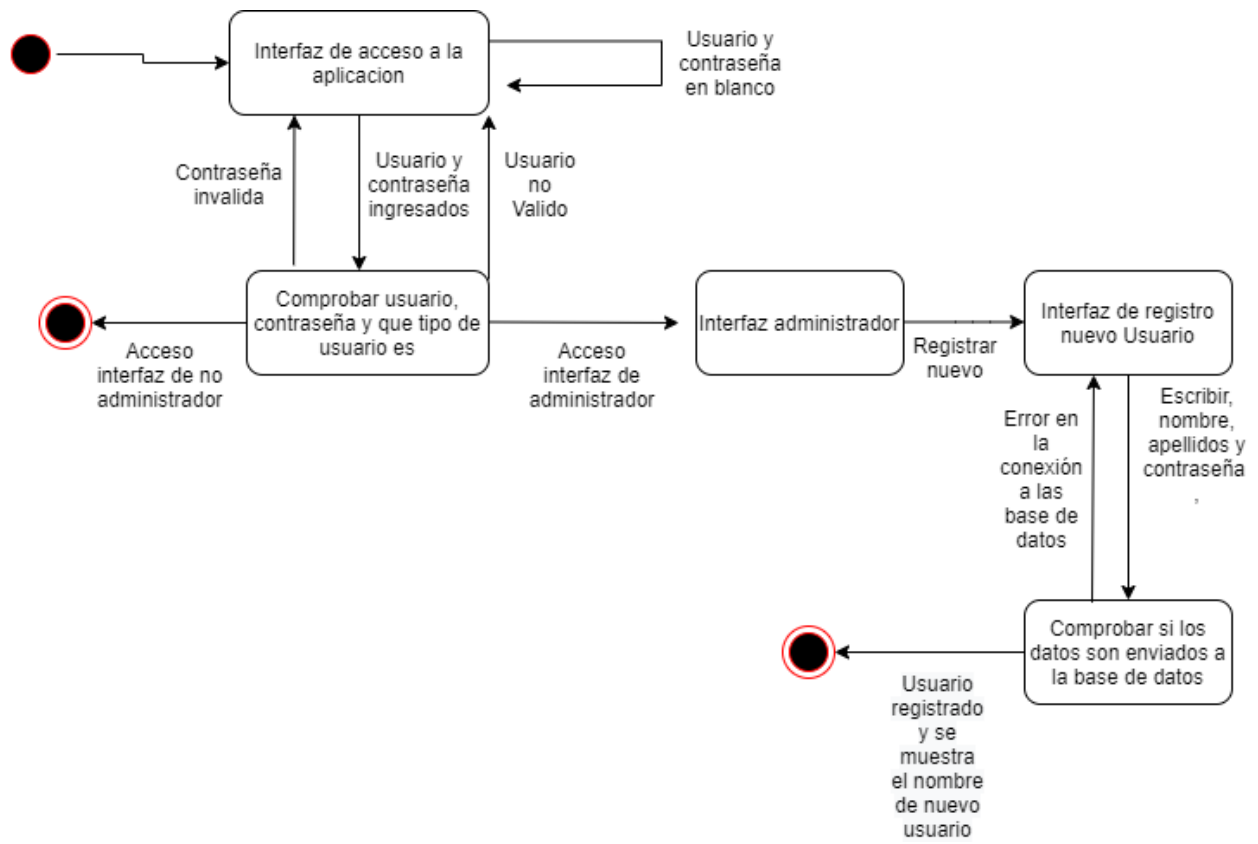 Interfaz de acceso a la
aplicacion
Usuario y
contraseña
en blanco
Contraseña
invalida
Usuario y
contraseña
ingresados
Usuario
no
Valido
Comprobar usuario,
contraseña y que tipo de
usuario es
Acceso
interfaz de no
administrador
Acceso
interfaz de
administrador
Interfaz administrador
Registrar
nuevo
Interfaz de registro
nuevo Usuario
Error en
la
conexión
a las
base de
datos
Escribir,
nombre,
apellidos y
contraseña
,
Comprobar si los
datos son enviados a
la base de datos
Usuario
registrado
y se
muestra
el nombre
de nuevo
usuario